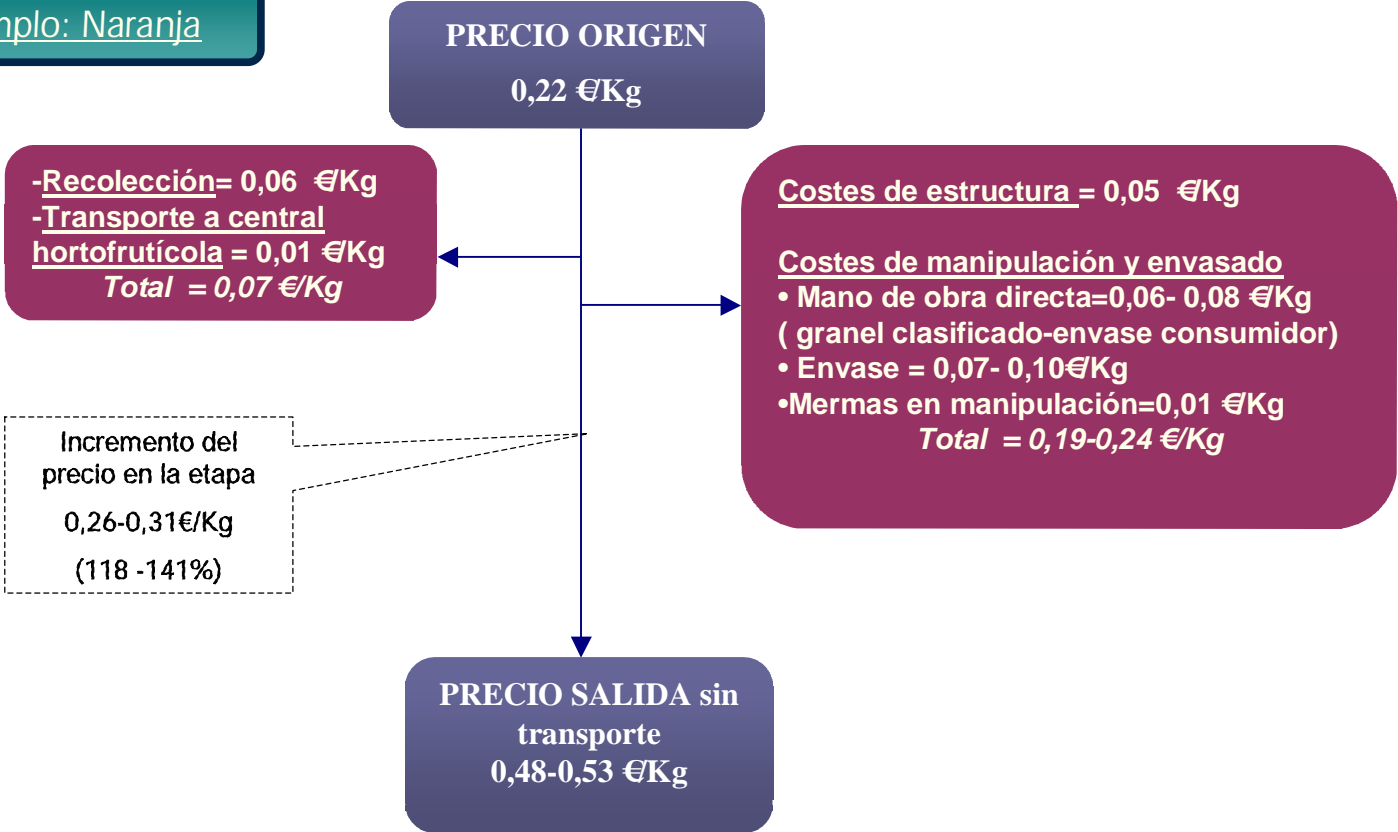 mplo: Naranja
PRECIO ORIGEN
0,22 €/Kg
-Recolección= 0,06 €/Kg
-Transporte a central
hortofrutícola = 0,01 €/Kg
Total = 0,07 €/Kg
Costes de estructura = 0,05 €/Kg
Costes de manipulación y envasado
• Mano de obra directa=0,06- 0,08 €/Kg
( granel clasificado-envase consumidor)
• Envase = 0,07- 0,10€/Kg
•Mermas en manipulación=0,01 €/Kg
Total = 0,19-0,24 €/Kg
Incremento del
precio en la etapa
0,26-0,31€/Kg
(118 -141%)
PRECIO SALIDA sin
transporte
0,48-0,53 €/Kg